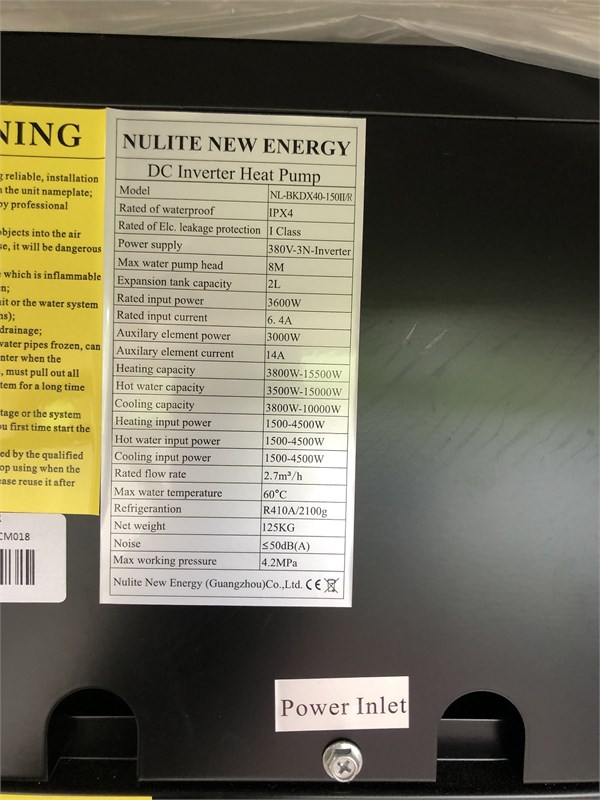 NING
g reliable, installation
n the unit nameplate;
by professional
objects into the air
se, it will be dangerous
e which is inflammable
n;
nit or the water system
ns);
drainage;
water pipes frozen, can
nter when the
, must pull out all
tem for a long time
tage or the system
u first time start the
ed by the qualified
op using when the
ease reuse it after
CM018
NULITE NEW ENERGY
DC Inverter Heat Pump
Model NL-BKDX40-150II/R
Rated of waterproof IPX4
Rated of Elc. leakage protection I Class
Power supply 380V-3N-Inverter
Max water pump head 8M
Expansion tank capacity 2L
Rated input power 3600W
Rated input current 6.4A
Auxilary element power 3000W
Auxilary element current 14A
Heating capacity 3800W-15500W
Hot water capacity 3500W-15000W
Cooling capacity 3800W-10000W
Heating input power 1500-4500W
Hot water input power 1500-4500W
Cooling input power 1500-4500W
Rated flow rate 2.7m³/h
Max water temperature 60°C
Refrigerantion R410A/2100g
Net weight 125KG
Noise ≤50dB(A)
Max working pressure 4.2MPa
Nulite New Energy (Guangzhou)Co.,Ltd. CE
Power Inlet